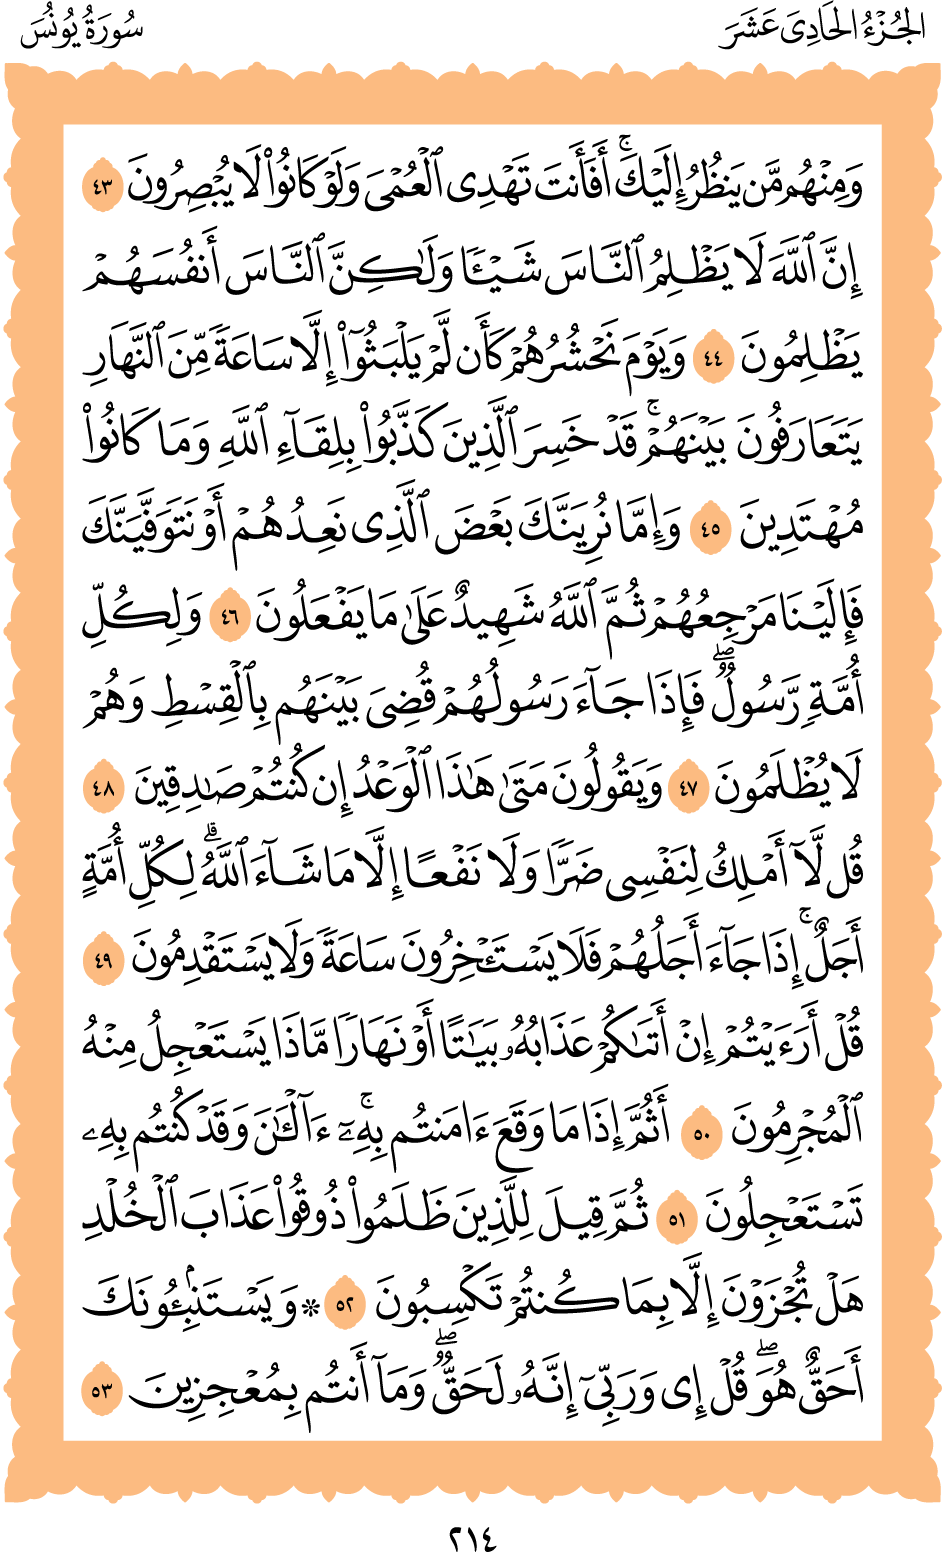 الجُزْءُ الحَادِىَ عَشَرَ
سُورَةُ يُونُسَ
وَمِنْهُم مَّن يَنظُرُ إِلَيْكَ ۚ أَفَأَنتَ تَهْدِى ٱلْعُمْىَ وَلَوْ كَانُوا۟ لَا يُبْصِرُونَ ٤٣
إِنَّ ٱللَّهَ لَا يَظْلِمُ ٱلنَّاسَ شَيْـًٔا وَلَـٰكِنَّ ٱلنَّاسَ أَنفُسَهُمْ
يَظْلِمُونَ ٤٤ وَيَوْمَ نَحْشُرُهُمْ كَأَن لَّمْ يَلْبَثُوٓا۟ إِلَّا سَاعَةً مِّنَ ٱلنَّهَارِ
يَتَعَارَفُونَ بَيْنَهُمْ ۚ قَدْ خَسِرَ ٱلَّذِينَ كَذَّبُوا۟ بِلِقَآءِ ٱللَّهِ وَمَا كَانُوا۟
مُهْتَدِينَ ٤٥ وَإِمَّا نُرِيَنَّكَ بَعْضَ ٱلَّذِى نَعِدُهُمْ أَوْ نَتَوَفَّيَنَّكَ
فَإِلَيْنَا مَرْجِعُهُمْ ثُمَّ ٱللَّهُ شَهِيدٌ عَلَىٰ مَا يَفْعَلُونَ ٤٦ وَلِكُلِّ
أُمَّةٍ رَّسُولٌ ۖ فَإِذَا جَآءَ رَسُولُهُمْ قُضِىَ بَيْنَهُم بِٱلْقِسْطِ وَهُمْ
لَا يُظْلَمُونَ ٤٧ وَيَقُولُونَ مَتَىٰ هَـٰذَا ٱلْوَعْدُ إِن كُنتُمْ صَـٰدِقِينَ ٤٨
قُل لَّآ أَمْلِكُ لِنَفْسِى ضَرًّا وَلَا نَفْعًا إِلَّا مَا شَآءَ ٱللَّهُ ۗ لِكُلِّ أُمَّةٍ
أَجَلٌ ۚ إِذَا جَآءَ أَجَلُهُمْ فَلَا يَسْتَـْٔخِرُونَ سَاعَةً وَلَا يَسْتَقْدِمُونَ ٤٩
قُلْ أَرَءَيْتُمْ إِنْ أَتَىٰكُمْ عَذَابُهُۥ بَيَـٰتًا أَوْ نَهَارًا مَّاذَا يَسْتَعْجِلُ مِنْهُ
ٱلْمُجْرِمُونَ ٥٠ أَثُمَّ إِذَا مَا وَقَعَ ءَامَنتُم بِهِۦٓ ۚ ءَآلْـَٔـٰنَ وَقَدْ كُنتُم بِهِۦ
تَسْتَعْجِلُونَ ٥١ ثُمَّ قِيلَ لِلَّذِينَ ظَلَمُوا۟ ذُوقُوا۟ عَذَابَ ٱلْخُلْدِ
هَلْ تُجْزَوْنَ إِلَّا بِمَا كُنتُمْ تَكْسِبُونَ ٥٢ * وَيَسْتَنۢبِـُٔونَكَ
أَحَقٌّ هُوَ ۖ قُلْ إِى وَرَبِّىٓ إِنَّهُۥ لَحَقٌّ ۖ وَمَآ أَنتُم بِمُعْجِزِينَ ٥٣
٢١٤